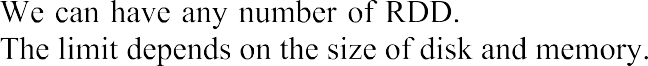 We can have any number of RDD.
The limit depends on the size of disk and memory.